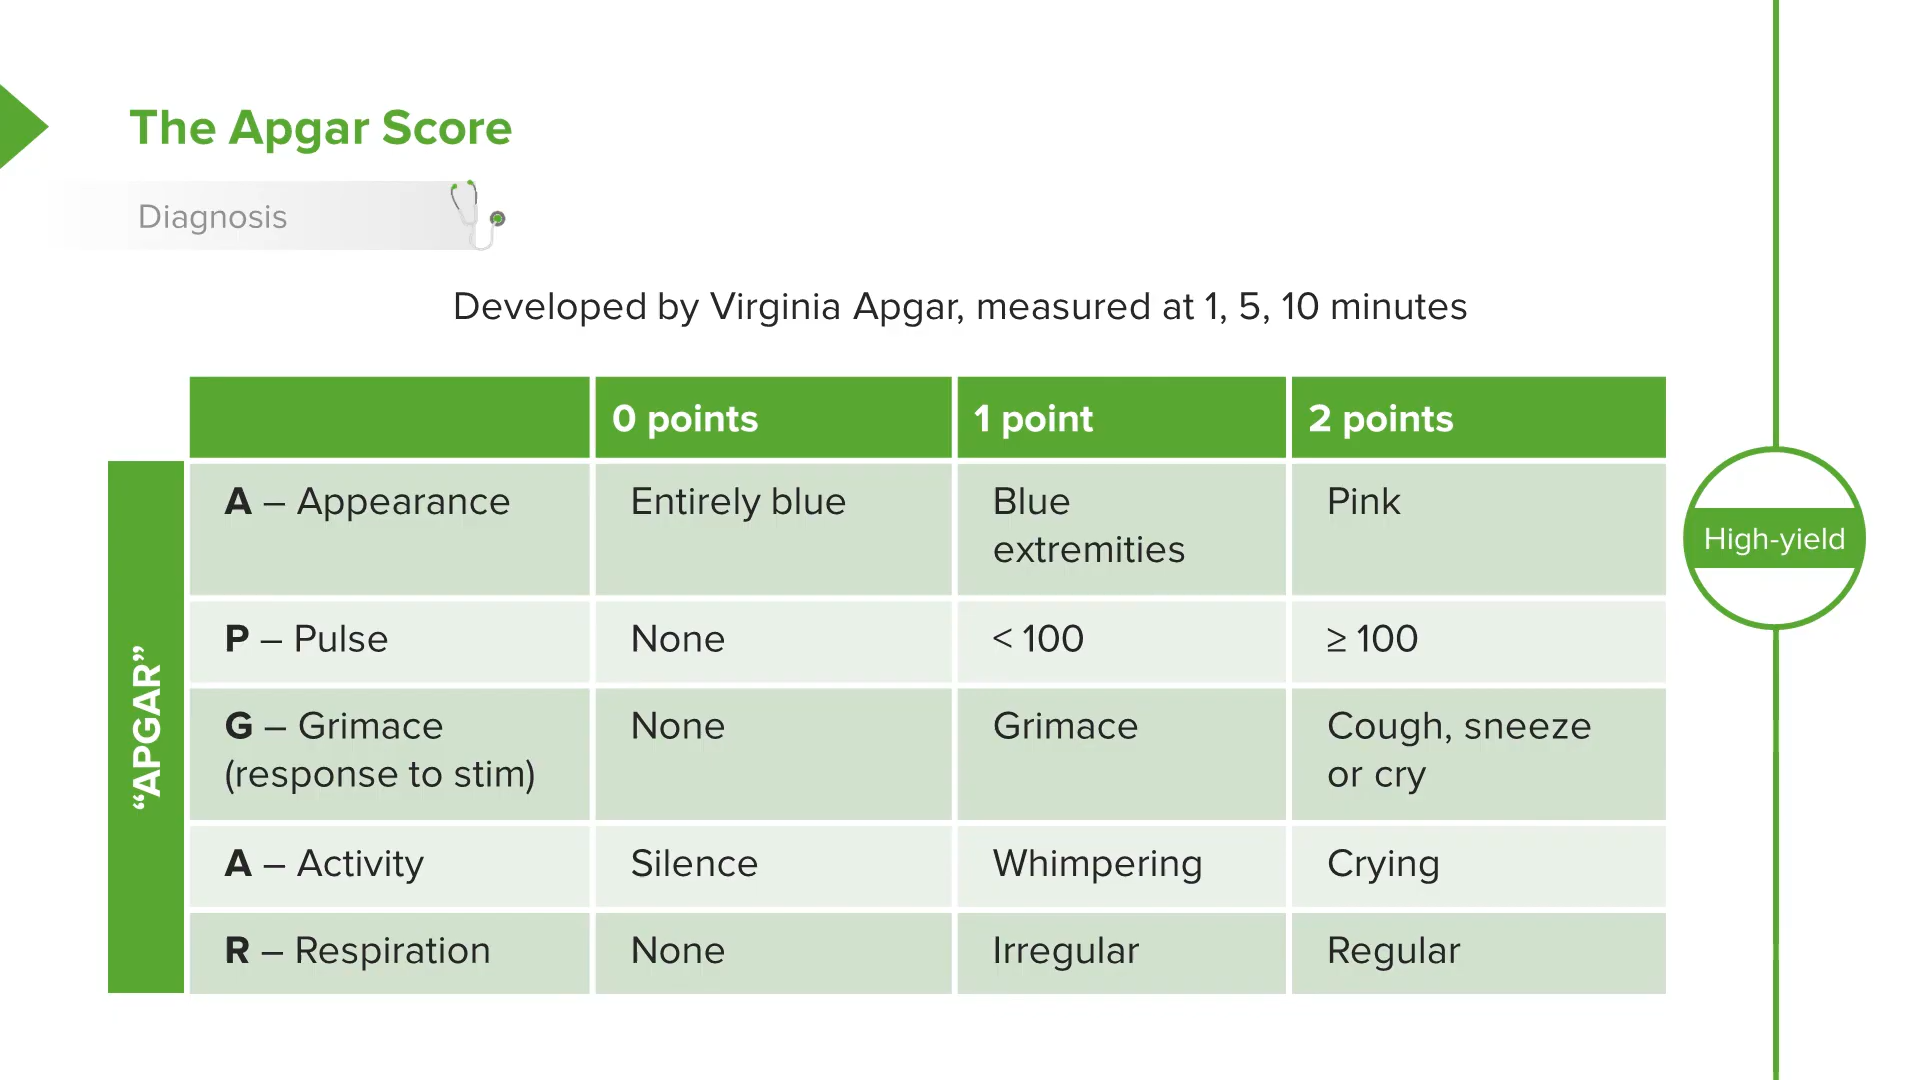 The Apgar Score
Diagnosis
Developed by Virginia Apgar, measured at 1, 5, 10 minutes
0 points
1 point
2 points
"APGAR"
A – Appearance
Entirely blue
Blue
extremities
Pink
P – Pulse
None
< 100
≥ 100
G – Grimace
(response to stim)
None
Grimace
Cough, sneeze
or cry
A – Activity
Silence
Whimpering
Crying
R – Respiration
None
Irregular
Regular
High-yield